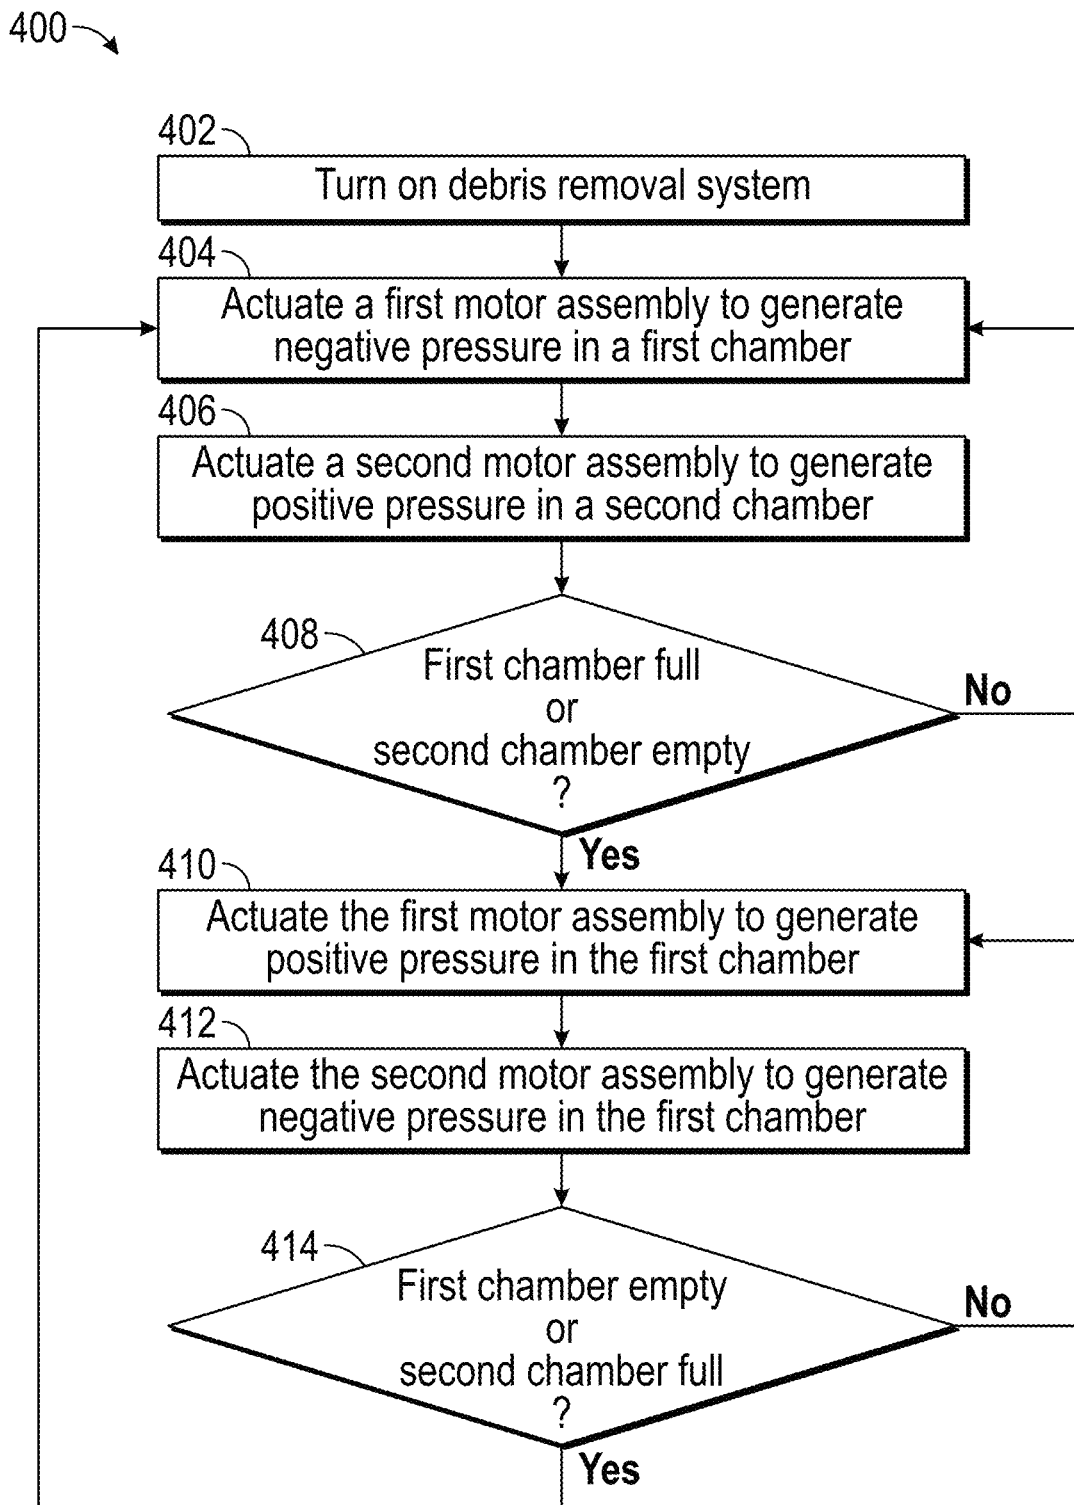 400
402
Turn on debris removal system
404
Actuate a first motor assembly to generate
negative pressure in a first chamber
406
Actuate a second motor assembly to generate
positive pressure in a second chamber
408
First chamber full
or
second chamber empty
?
No
Yes
410
Actuate the first motor assembly to generate
positive pressure in the first chamber
412
Actuate the second motor assembly to generate
negative pressure in the first chamber
414
First chamber empty
or
second chamber full
?
No
Yes